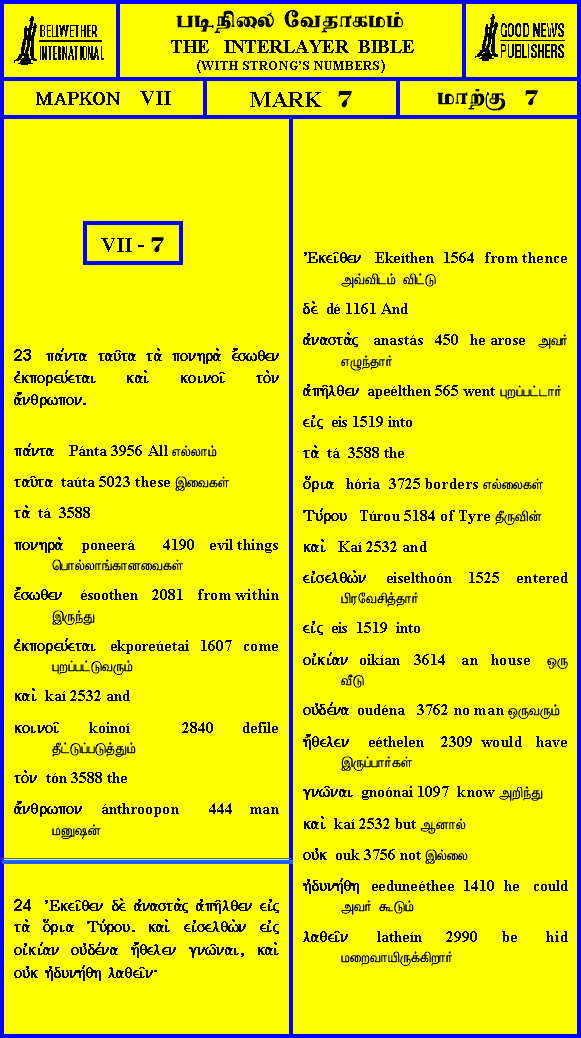 BELLWETHER
INTERNATIONAL
படிநிலை வேதாகமம்
THE INTERLAYER BIBLE
(WITH STRONG'S NUMBERS)
GOOD NEWS
PUBLISHERS
ΜΑΡΚΟΝ VII
MARK 7
மாற்கு 7
VII - 7
23 πάντα ταῦτα τὰ πονηρὰ ἔσωθεν
ἐκπορεύεται καὶ κοινοῖ τὸν
ἄνθρωπον.
πάντα Pánta 3956 All எல்லாம்
ταῦτα taúta 5023 these இவைகள்
τὰ tá 3588
πονηρὰ poneerá 4190 evil things
பொல்லாங்கானவைகள்
ἔσωθεν ésoothen 2081 from within
இருந்து
ἐκπορεύεται ekporeúetai 1607 come
புறப்பட்டுவரும்
καὶ kaí 2532 and
κοινοῖ koinoí 2840 defile
தீட்டுப்படுத்தும்
τὸν tón 3588 the
ἄνθρωπον ánthroopon 444 man
மனுஷன்
24 Ἐκεῖθεν δὲ ἀναστὰς ἀπῆλθεν εἰς
τὰ ὅρια Τύρου. καὶ εἰσελθὼν εἰς
οἰκίαν οὐδένα ἤθελεν γνῶναι, καὶ
οὐκ ἠδυνήθη λαθεῖν·
Ἐκεῖθεν Ekeíthen 1564 from thence
அவ்விடம் விட்டு
δὲ dé 1161 And
ἀναστὰς anastás 450 he arose அவர்
எழுந்தார்
ἀπῆλθεν apeélthen 565 went புறப்பட்டார்
εἰς eis 1519 into
τὰ tá 3588 the
ὅρια hória 3725 borders எல்லைகள்
Τύρου Túrou 5184 of Tyre தீருவின்
καὶ Kaí 2532 and
εἰσελθὼν eiselthoón 1525 entered
பிரவேசித்தார்
εἰς eis 1519 into
οἰκίαν oikían 3614 an house ஒரு
வீடு
οὐδένα oudéna 3762 no man ஒருவரும்
ἤθελεν eéthelen 2309 would have
இருப்பார்கள்
γνῶναι gnoónai 1097 know அறிந்து
καὶ kaí 2532 but ஆனால்
οὐκ ouk 3756 not இல்லை
ἠδυνήθη eeduneéthee 1410 he could
அவர் கூடும்
λαθεῖν latheín 2990 be hid
மறைவாயிருக்கிறார்